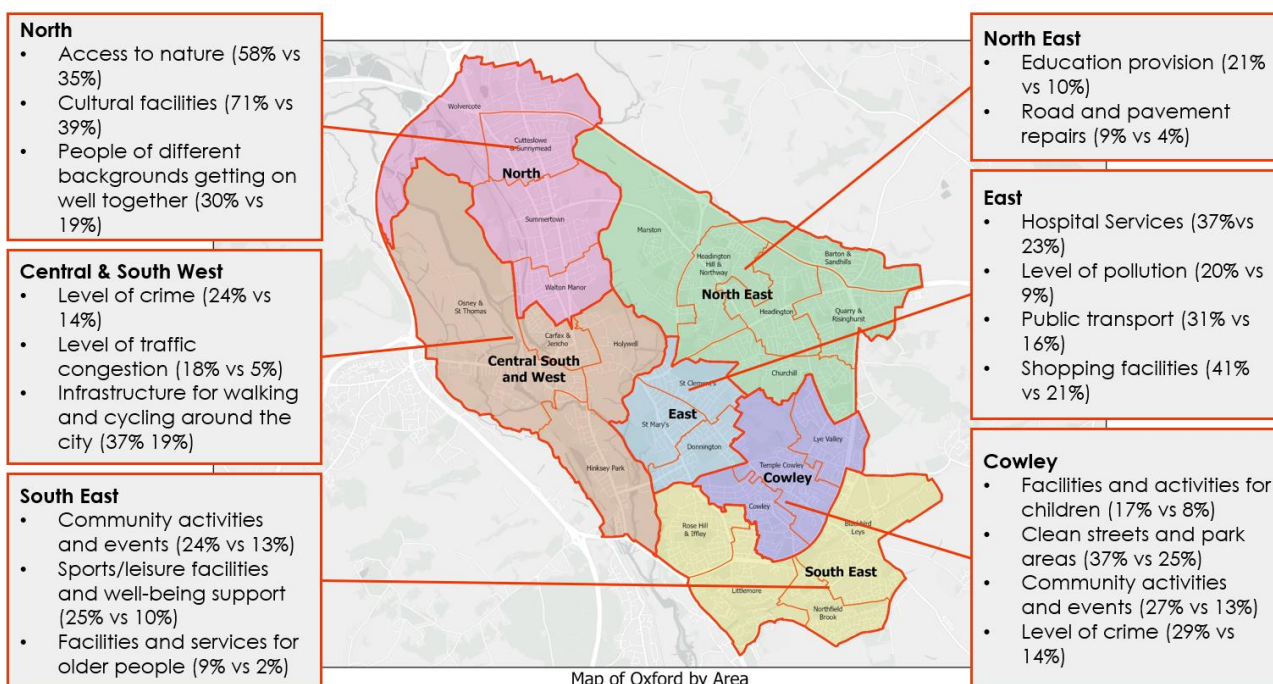 North
• Access to nature (58% vs
35%)
• Cultural facilities (71% vs
39%)
• People of different
backgrounds getting on
well together (30% vs
19%)
Central & South West
• Level of crime (24% vs
14%)
• Level of traffic
congestion (18% vs 5%)
• Infrastructure for walking
and cycling around the
city (37% 19%)
South East
• Community activities
and events (24% vs 13%)
• Sports/leisure facilities
and well-being support
(25% vs 10%)
• Facilities and services for
older people (9% vs 2%)
Wolvercote
Cutteslowe
& Sunnymead
North
Summertown
Walton Manor
Marston
Headington
Hill &
Northway
Barton &
Sandhills
North East
Headington
Quarry &
Risinghurst
Churchill
Osney &
St Thomas
Carfax &
Jericho
Holywell
Central South
and West
Hinksey Park
St Clement's
East
St Mary's
Donnington
Lye Valley
Temple Cowley
Cowley
Cowley
Rose Hill
& Iffley
Blackbird
Leys
South East
Littlemore
Northfield
Brook
Map of Oxford by Area
North East
• Education provision (21%
vs 10%)
• Road and pavement
repairs (9% vs 4%)
East
• Hospital Services (37%vs
23%)
• Level of pollution (20% vs
9%)
• Public transport (31% vs
16%)
• Shopping facilities (41%
vs 21%)
Cowley
• Facilities and activities for
children (17% vs 8%)
• Clean streets and park
areas (37% vs 25%)
• Community activities
and events (27% vs 13%)
• Level of crime (29% vs
14%)